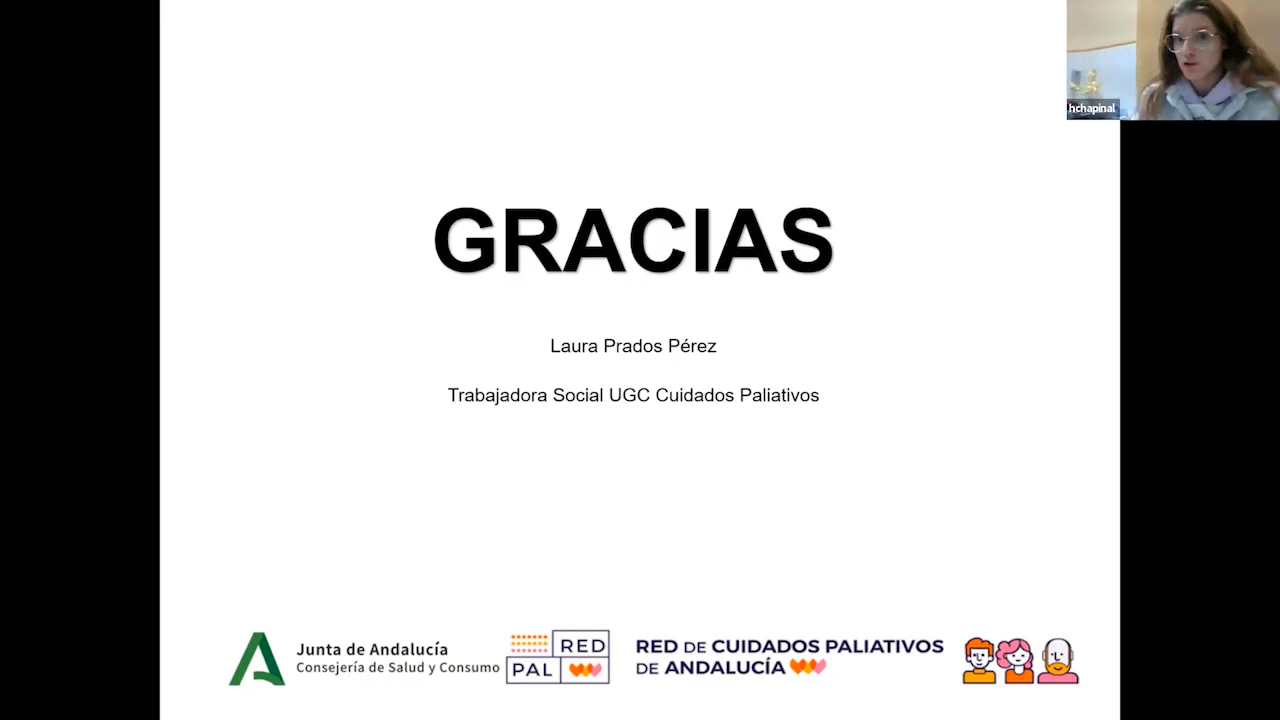 hchapinal
GRACIAS
Laura Prados Pérez
Trabajadora Social UGC Cuidados Paliativos
Junta de Andalucía
Consejería de Salud y Consumo
RED
PAL
RED DE CUIDADOS PALIATIVOS
DE ANDALUCÍA